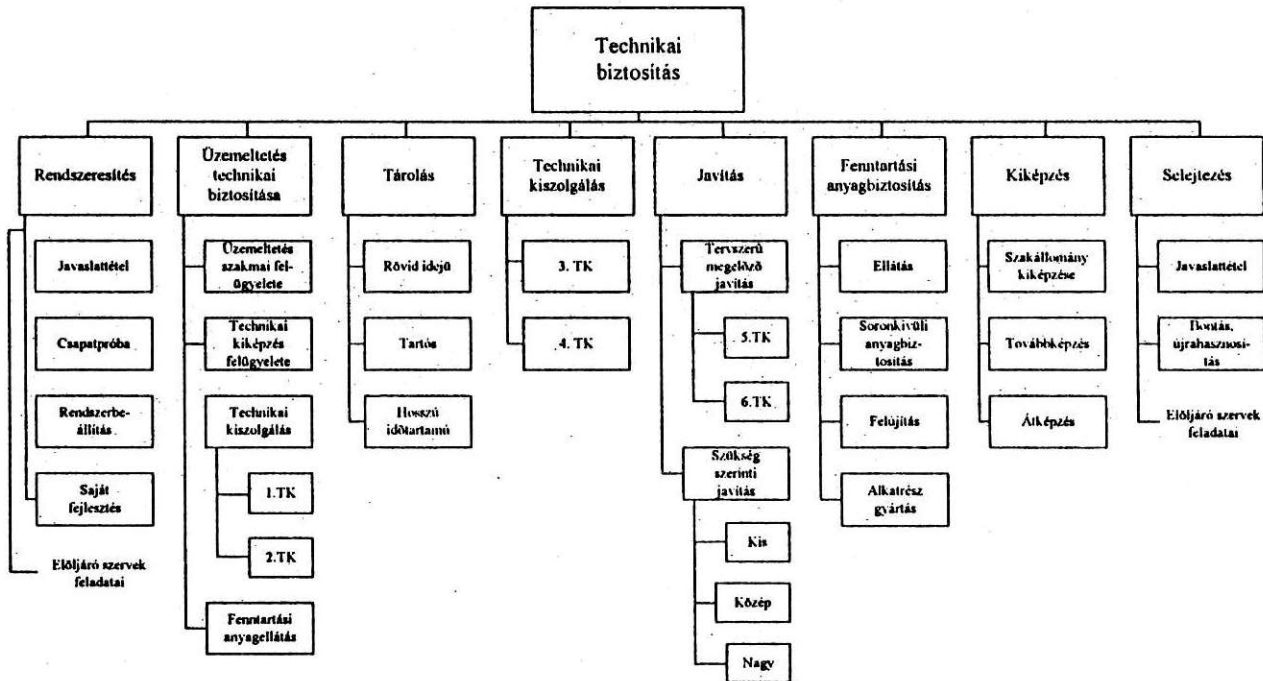 Technikai
biztosítás
Rendszeresítés
Javaslattétel
Csapatpróba
Rendszerbe-
állítás
Saját
fejlesztés
Elöljáró szervek
feladatai
Üzemeltetés
technikai
biztosítása
Üzemeltetés
szakmai fel-
ügyelete
Technikai
kiképzés
felügyelete
Technikai
kiszolgálás
1.TK
2.TK
Fenntartási
anyagellátás
Tárolás
Rövid idejű
Tartós
Hosszú
időtartamú
Technikai
kiszolgálás
3. TK
4. TK
Javítás
Tervszerű
megelőző
javítás
5.TK
6.TK
Szükség
szerinti
javítás
Kis
Közép
Nagy
Fenntartási
anyagbiztosítás
Ellátás
Soronkívüli
anyagbiz-
tosítás
Felújítás
Alkatrész
gyártás
Kiképzés
Szakállomány
kiképzése
Továbbképzés
Átképzés
Selejtezés
Javaslattétel
Bontás,
újrahasznosí-
tás
Elöljáró szervek
feladatai